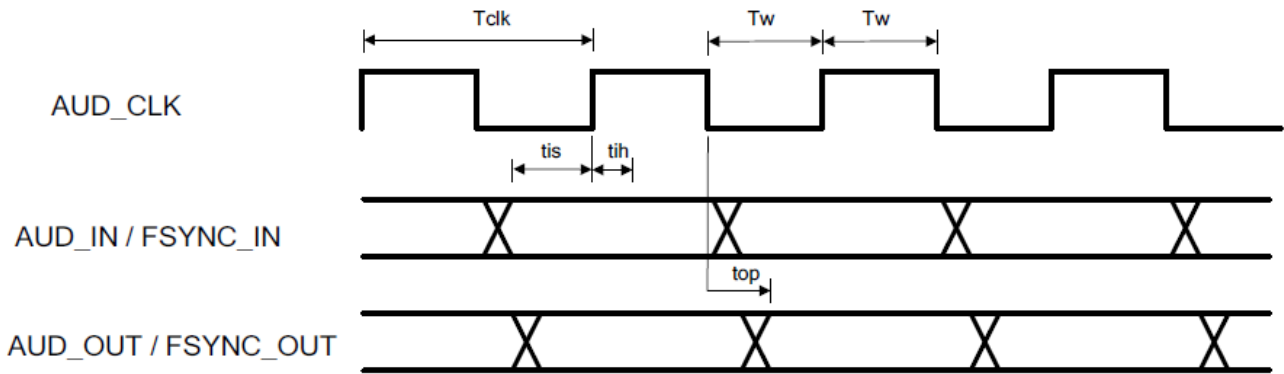 Tclk Tw Tw
AUD_CLK
tis tih
AUD_IN / FSYNC_IN
top
AUD_OUT / FSYNC_OUT